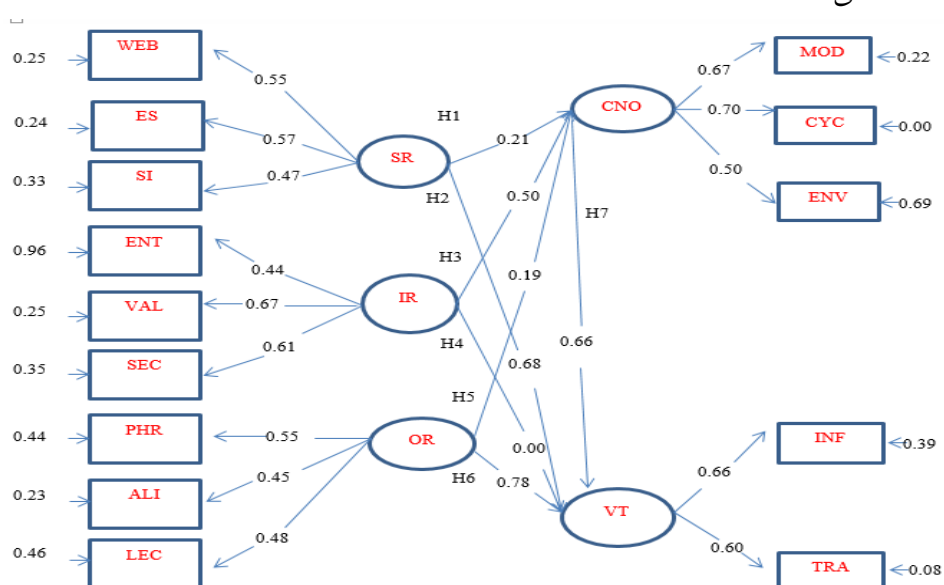 WEB
0.25
0.55
ES
0.24
0.57
SI
0.33
0.47
ENT
0.96
0.44
VAL
0.25
0.67
SEC
0.35
0.61
PHR
0.44
0.55
ALI
0.23
0.45
LEC
0.46
0.48
SR
IR
OR
H1
0.21
H2
0.50
H3
0.19
H4
0.68
H5
0.00
H6
0.78
H7
0.66
CNO
VT
0.67
MOD
0.22
0.70
CYC
0.00
0.50
ENV
0.69
0.66
INF
0.39
0.60
TRA
0.08